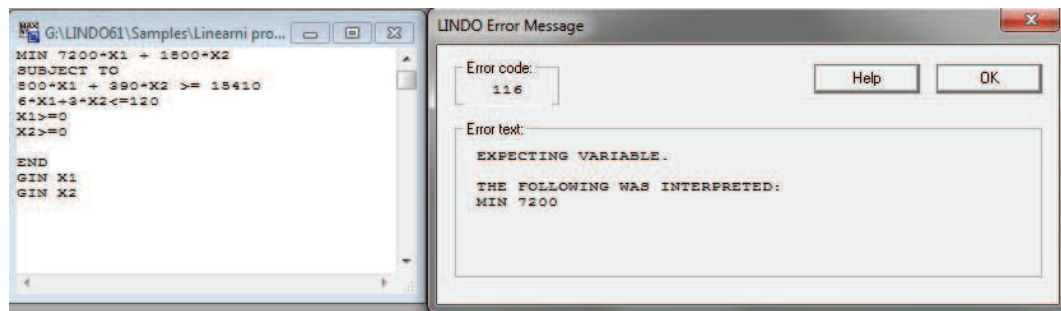 G:\LINDO61\Samples\Linearni pro...
MIN 7200*X1 + 1800*X2
SUBJECT TO
800*X1 + 390*X2 >= 15410
6*X1+3*X2<=120
X1>=0
X2>=0
END
GIN X1
GIN X2
LINDO Error Message
Error code:
116
Help
OK
Error text:
EXPECTING VARIABLE.
THE FOLLOWING WAS INTERPRETED:
MIN 7200